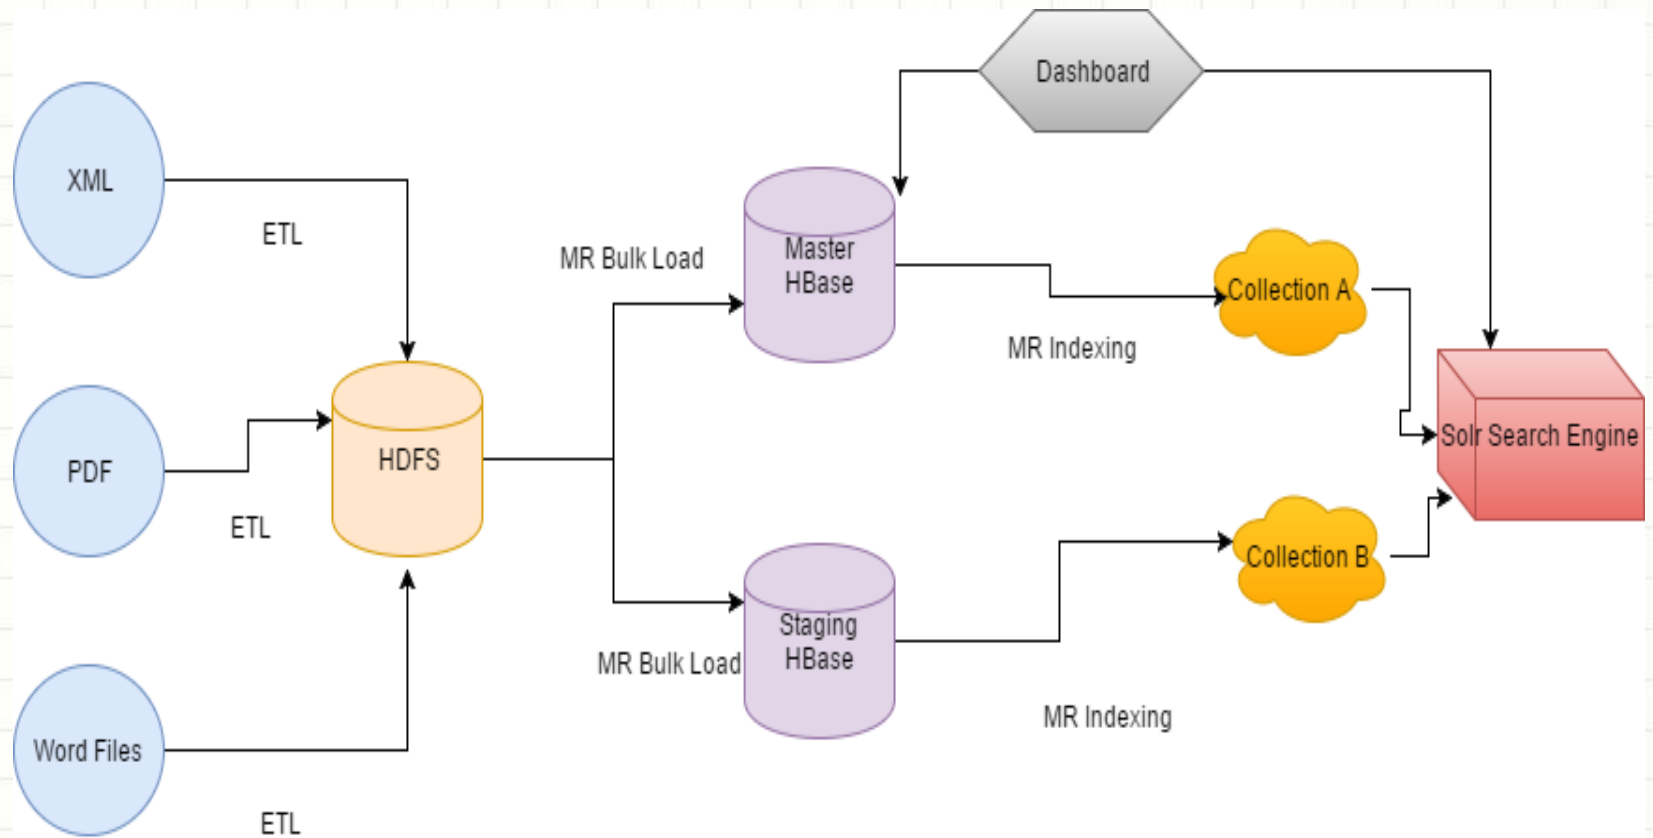 Dashboard
XML
ETL
MR Bulk Load
Master
HBase
Collection A
MR Indexing
Solr Search Engine
HDFS
PDF
ETL
Collection B
Staging
HBase
MR Bulk Load
MR Indexing
Word Files
ETL